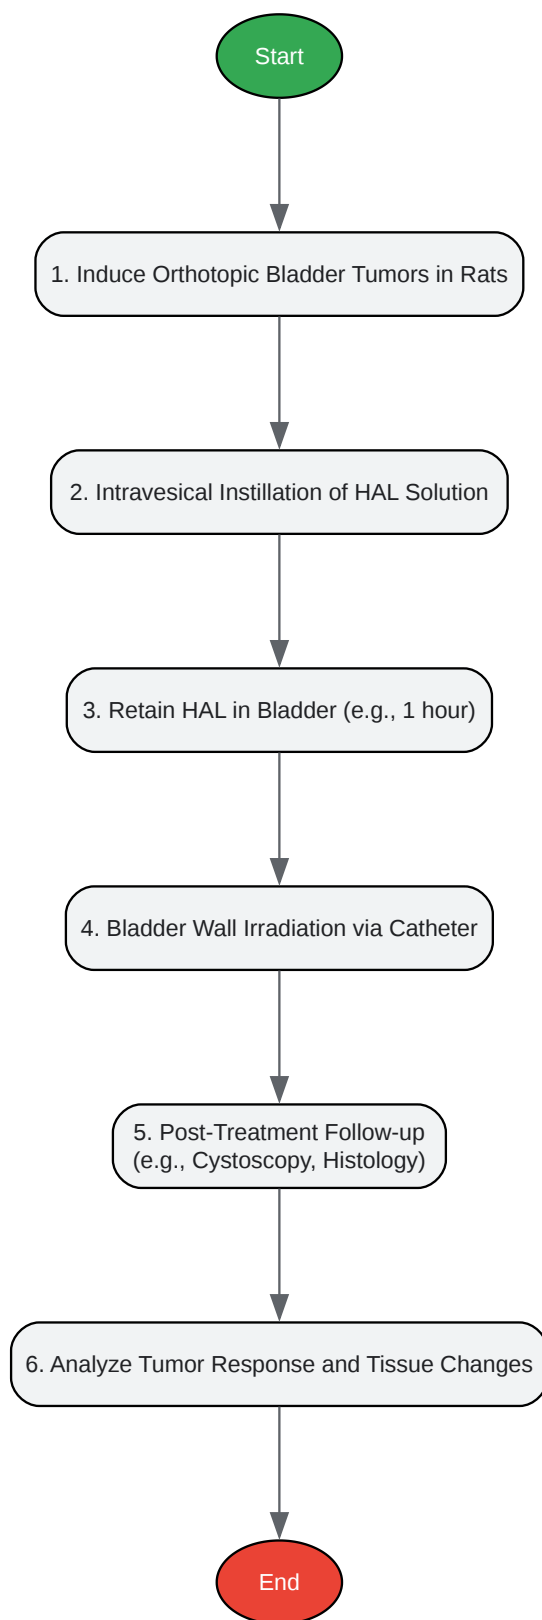 Start
1. Induce Orthotopic Bladder Tumors in Rats
2. Intravesical Instillation of HAL Solution
3. Retain HAL in Bladder (e.g., 1 hour)
4. Bladder Wall Irradiation via Catheter
5. Post-Treatment Follow-up
(e.g., Cystoscopy, Histology)
6. Analyze Tumor Response and Tissue Changes
End